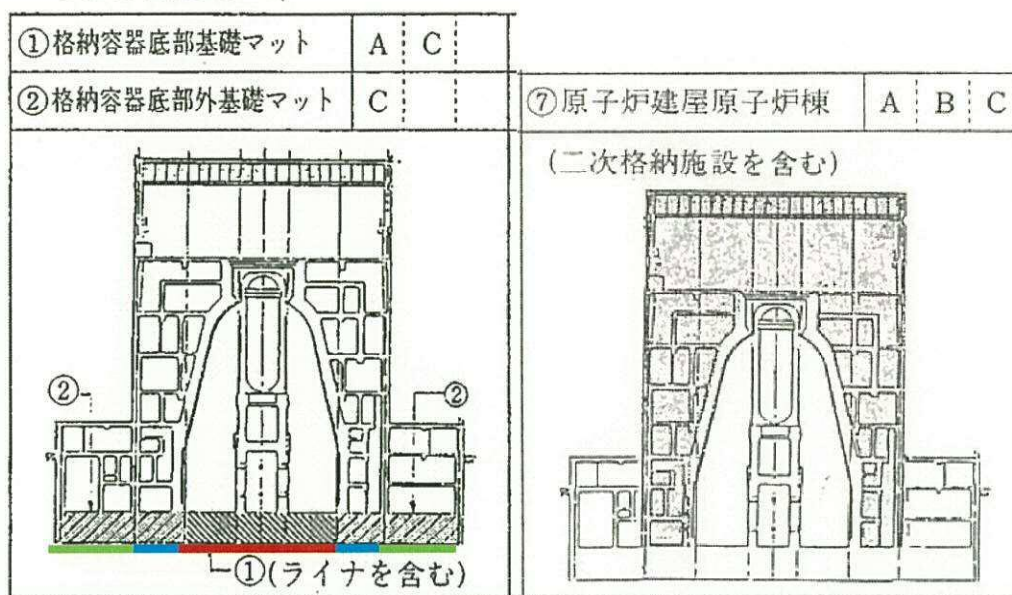 ①格納容器底部基礎マット A C
②格納容器底部外基礎マット C
② ②
①(ライナを含む)
⑦原子炉建屋原子炉棟 A B C
(二次格納施設を含む)